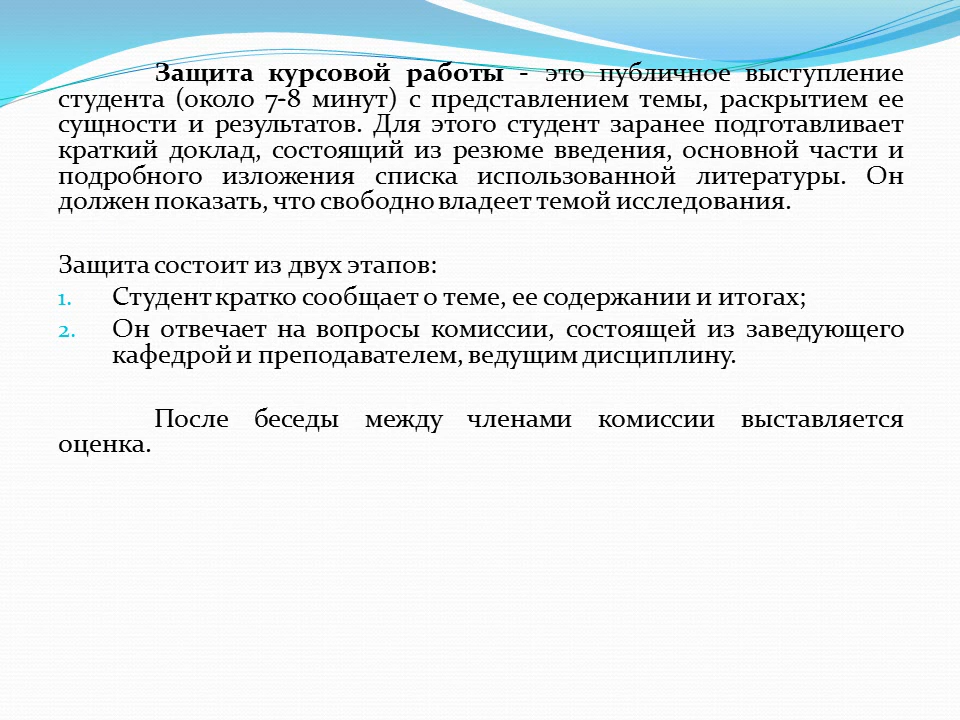 Защита курсовой работы - это публичное выступление
студента (около 7-8 минут) с представлением темы, раскрытием ее
сущности и результатов. Для этого студент заранее подготавливает
краткий доклад, состоящий из резюме введения, основной части и
подробного изложения списка использованной литературы. Он
должен показать, что свободно владеет темой исследования.
Защита состоит из двух этапов:
1. Студент кратко сообщает о теме, ее содержании и итогах;
2. Он отвечает на вопросы комиссии, состоящей из заведующего
кафедрой и преподавателем, ведущим дисциплину.
После беседы между членами комиссии выставляется
оценка.